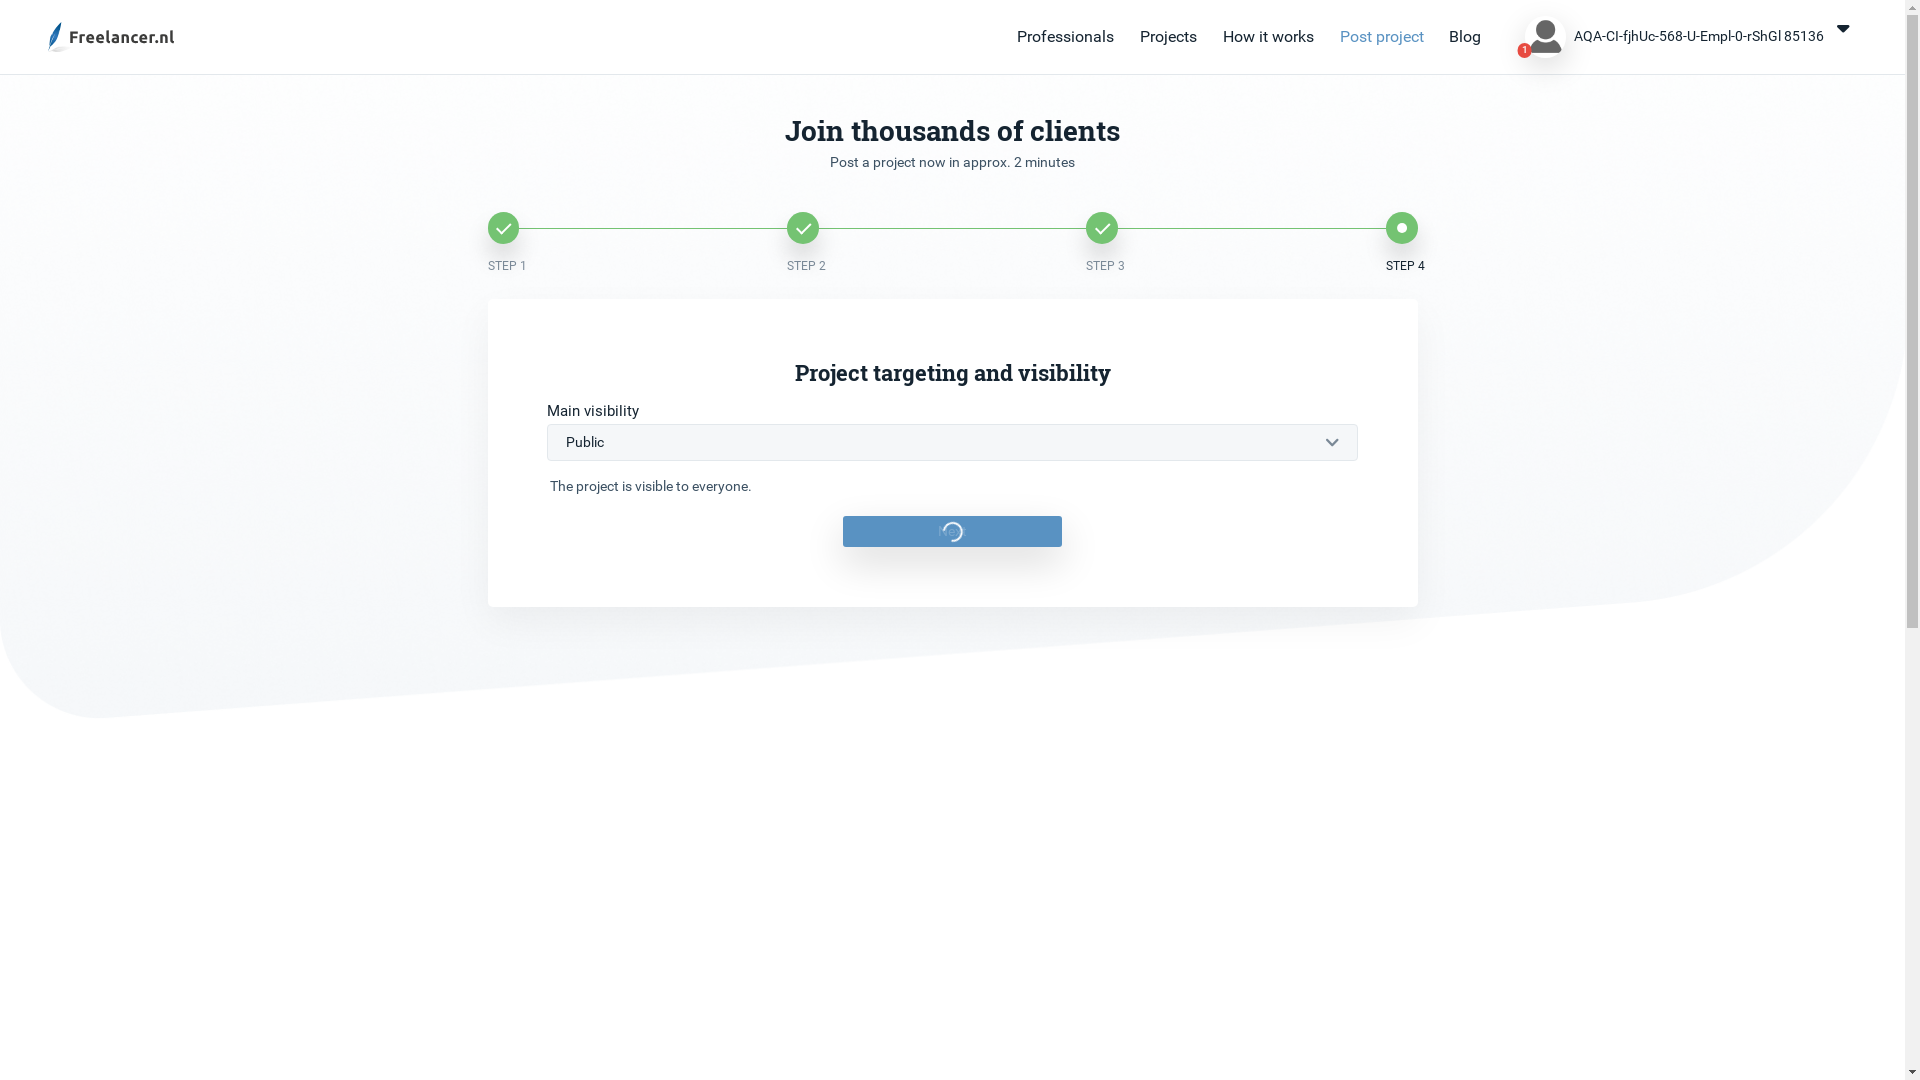 Freelancer.nl
Professionals
Projects
How it works
Post project
Blog
1
AQA-CI-fjhUc-568-U-Empl-0-rShGl 85136
Join thousands of clients
Post a project now in approx. 2 minutes
STEP 1
STEP 2
STEP 3
STEP 4
Project targeting and visibility
Main visibility
Public
The project is visible to everyone.